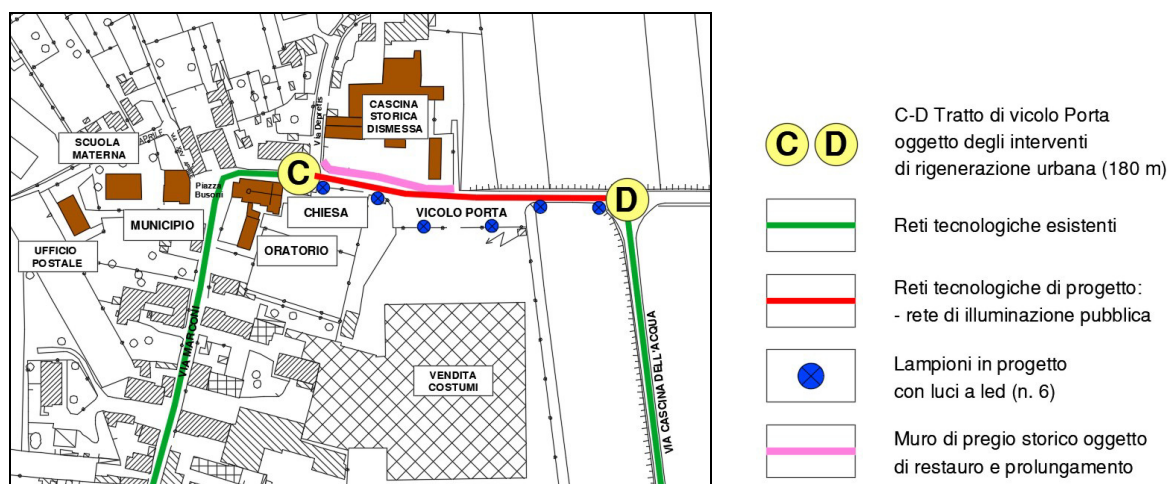 SCUOLA
MATERNA
CASCINA
STORICA
DISMESSA
Via Depretis
Piazza
Busoni
C
D
CHIESA
VICOLO PORTA
MUNICIPIO
ORATORIO
UFFICIO
POSTALE
VIA MARCONI
VENDITA
COSTUMI
VIA CASCINA DELL'ACQUA
C D
C-D Tratto di vicolo Porta
oggetto degli interventi
di rigenerazione urbana (180 m)
Reti tecnologiche esistenti
Reti tecnologiche di progetto:
- rete di illuminazione pubblica
Lampioni in progetto
con luci a led (n. 6)
Muro di pregio storico oggetto
di restauro e prolungamento